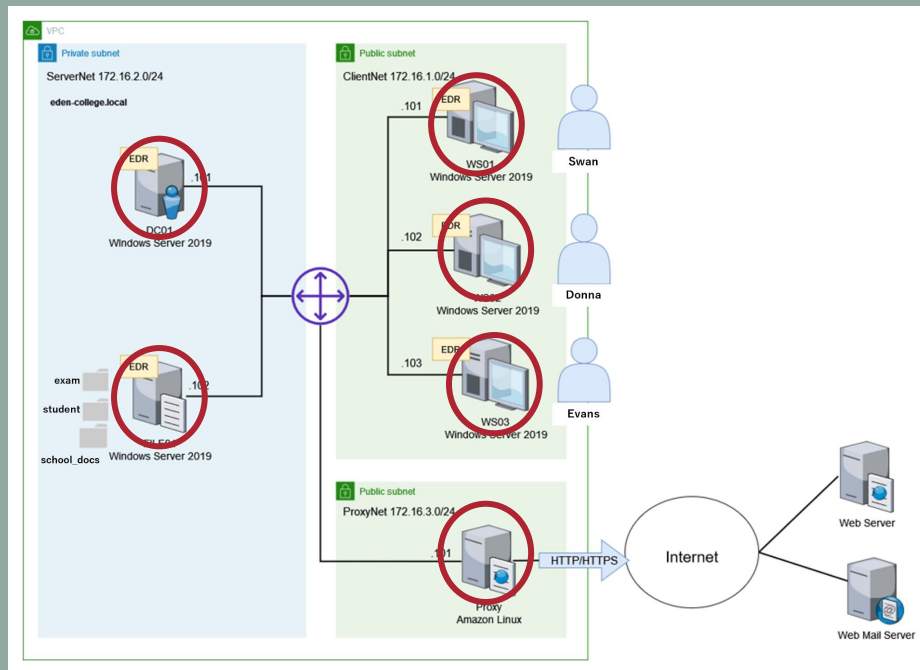 VPC
Private subnet
ServerNet 172.16.2.0/24
eden-college.local
EDR
.101
DC01
Windows Server 2019
EDR
.102
exam
student
school_docs
FILE01
Windows Server 2019
Public subnet
ClientNet 172.16.1.0/24
.101
EDR
WS01
Windows Server 2019
Swan
.102
EDR
WS02
Windows Server 2019
Donna
.103
EDR
WS03
Windows Server 2019
Evans
Public subnet
ProxyNet 172.16.3.0/24
.101
Proxy
Amazon Linux
HTTP/HTTPS
Internet
Web Server
@
Web Mail Server